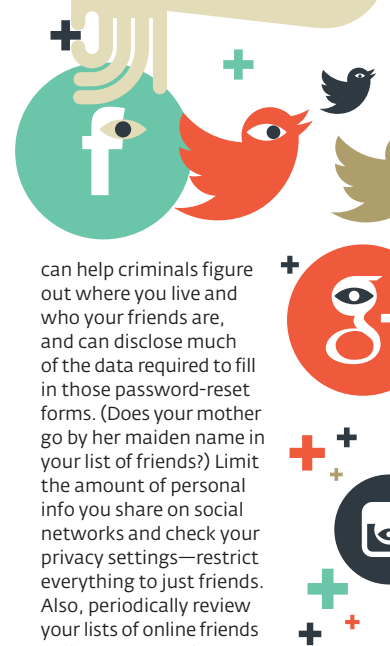 f
g+
can help criminals figure
out where you live and
who your friends are,
and can disclose much
of the data required to fill
in those password-reset
forms. (Does your mother
go by her maiden name in
your list of friends?) Limit
the amount of personal
info you share on social
networks and check your
privacy settings—restrict
everything to just friends.
Also, periodically review
your lists of online friends